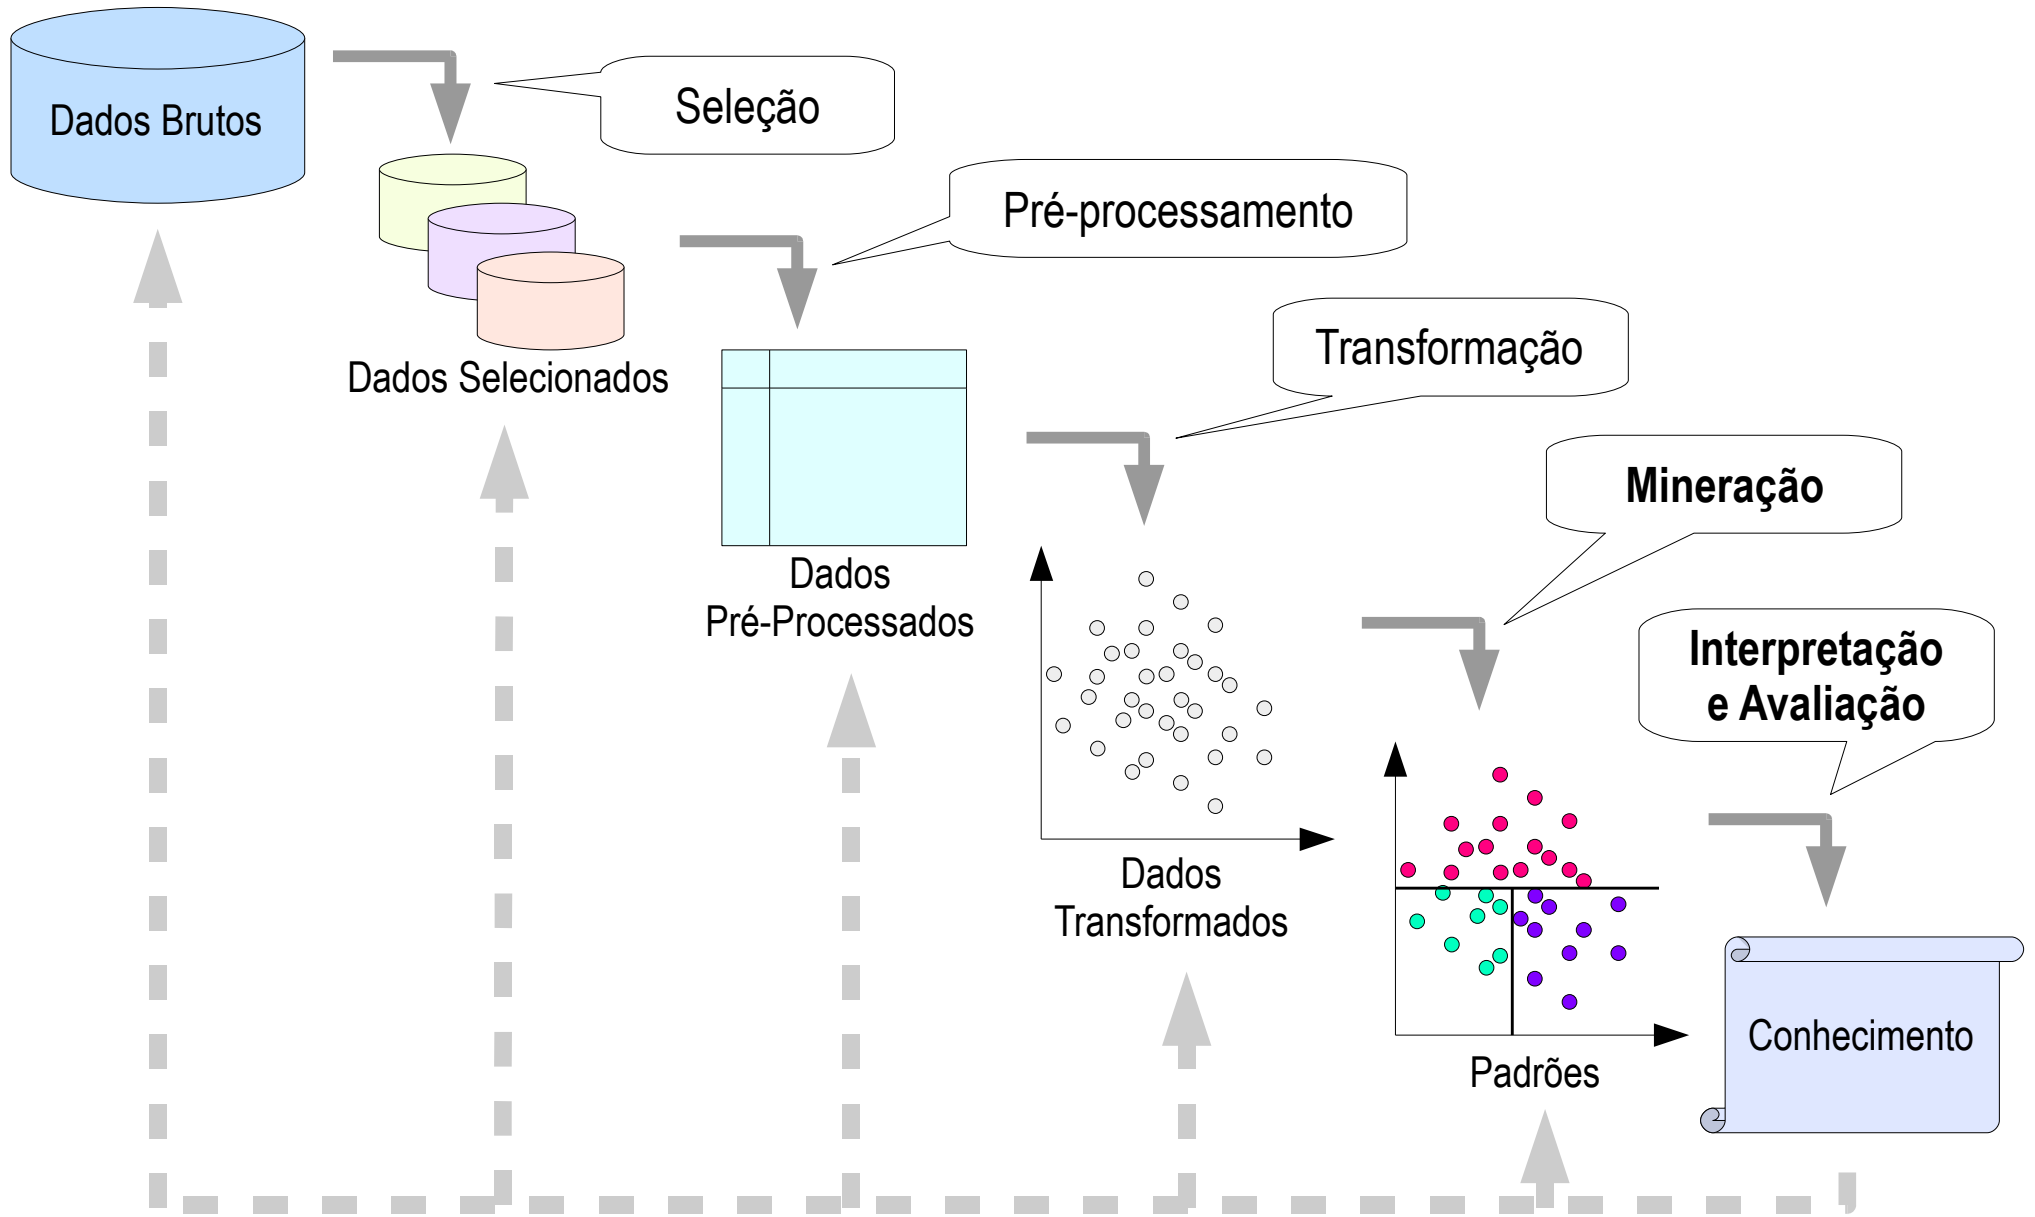 Dados Brutos
Seleção
Dados Selecionados
Pré-processamento
Dados
Pré-Processados
Transformação
Dados
Transformados
Mineração
Padrões
Interpretação
e Avaliação
Conhecimento